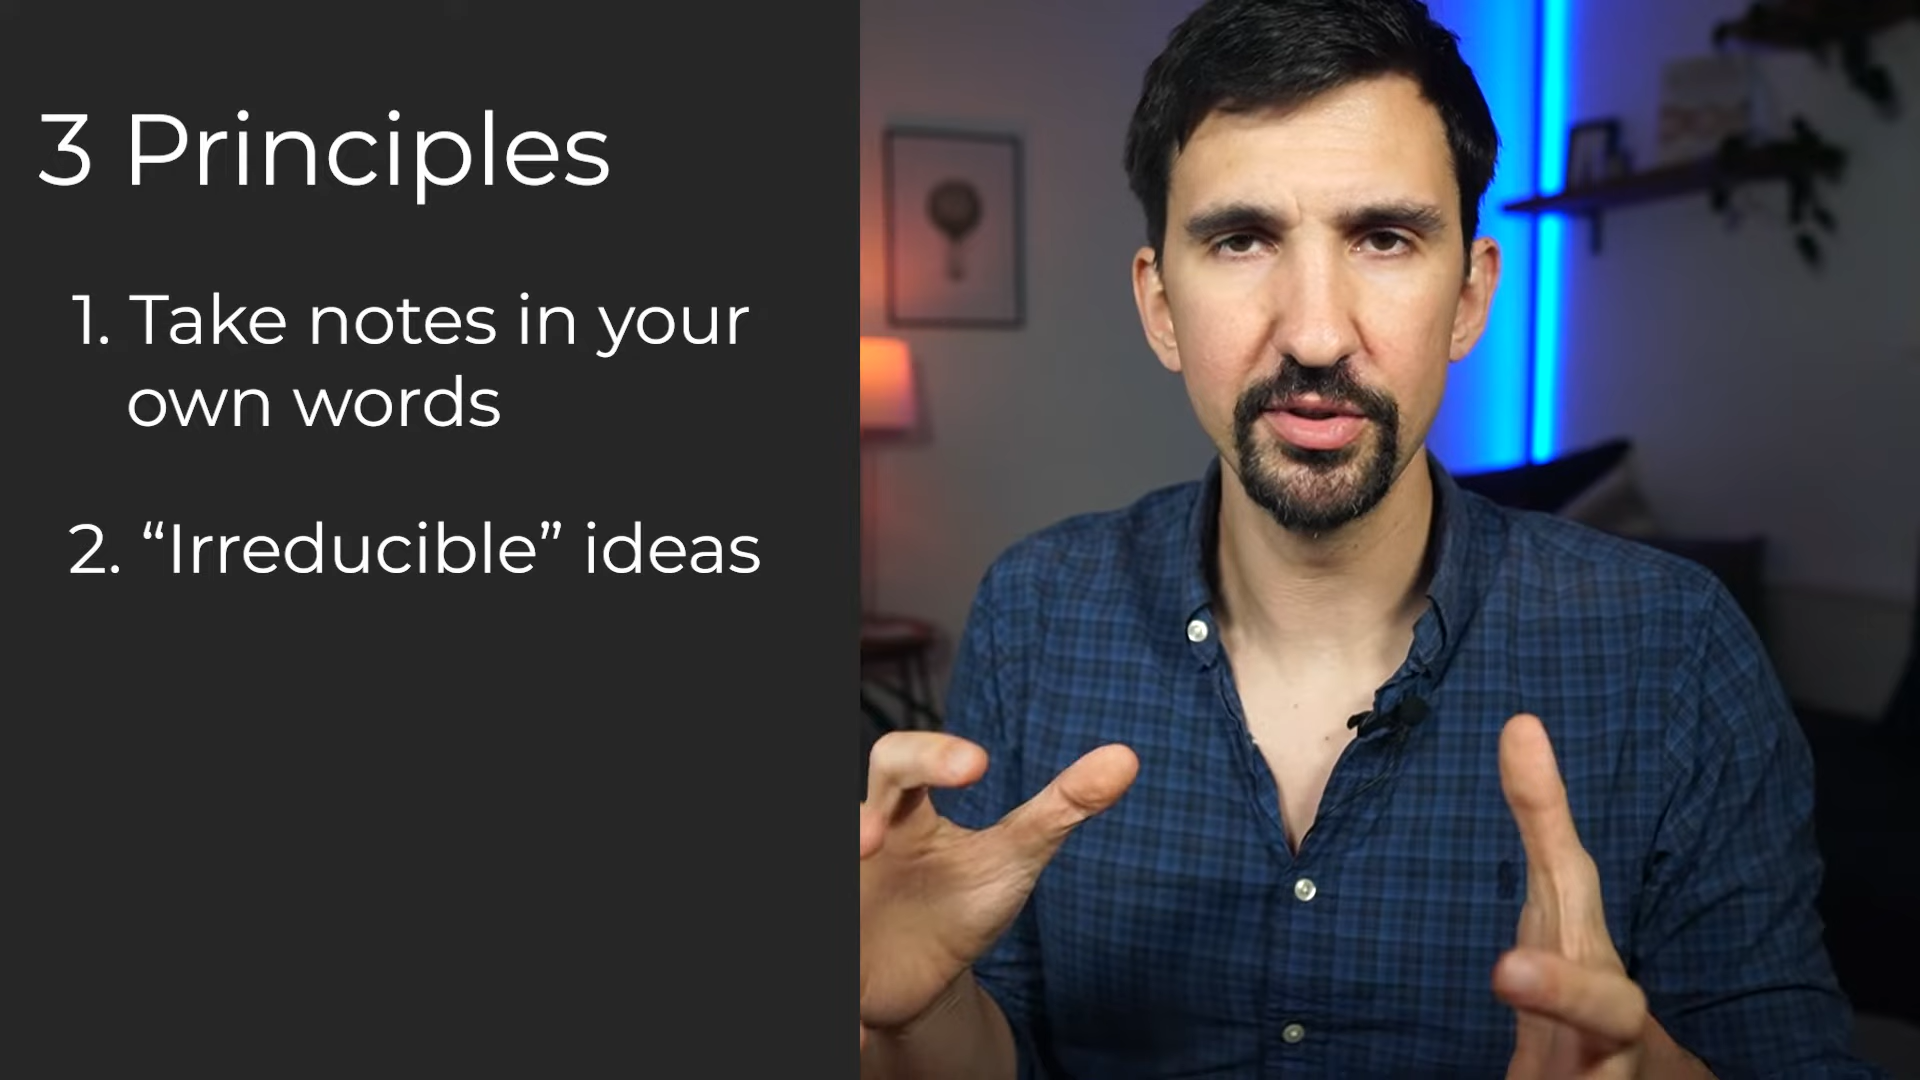 3 Principles
1. Take notes in your
own words
2. “Irreducible” ideas